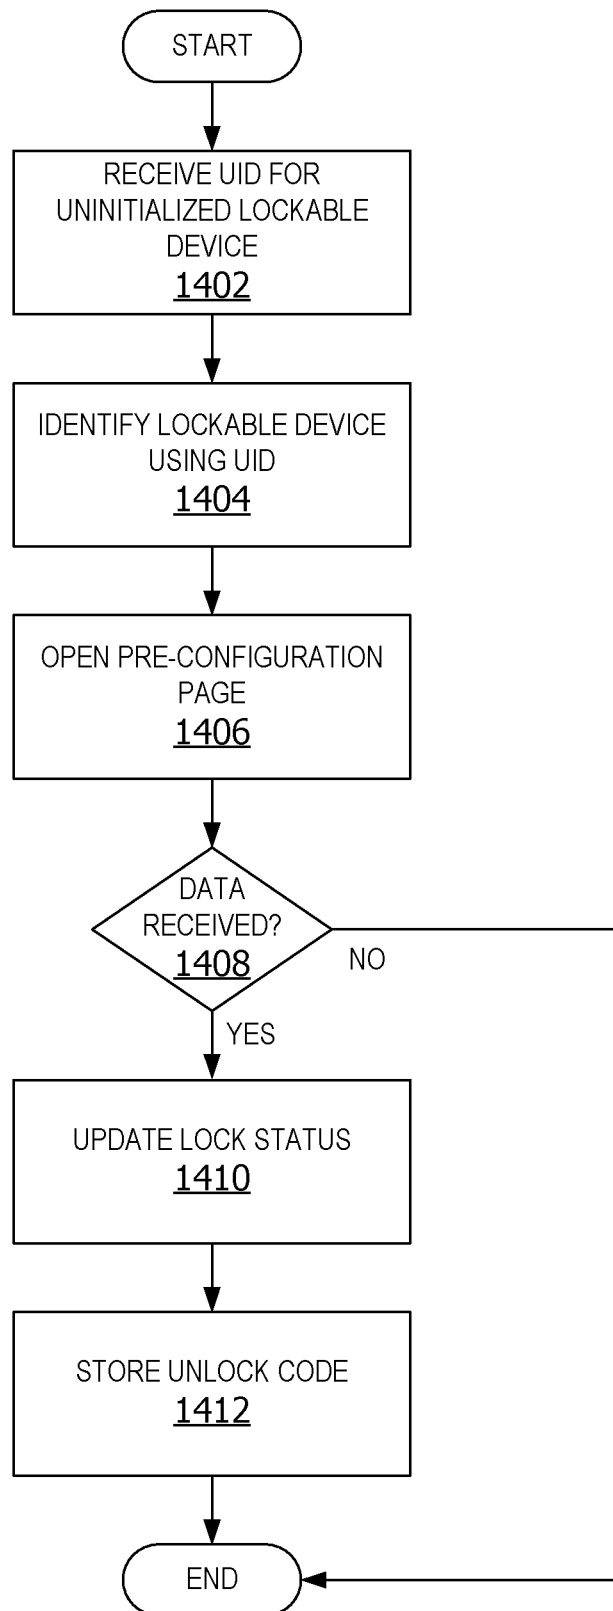 START
RECEIVE UID FOR
UNINITIALIZED LOCKABLE
DEVICE
1402
IDENTIFY LOCKABLE DEVICE
USING UID
1404
OPEN PRE-CONFIGURATION
PAGE
1406
DATA
RECEIVED?
1408
NO
YES
UPDATE LOCK STATUS
1410
STORE UNLOCK CODE
1412
END